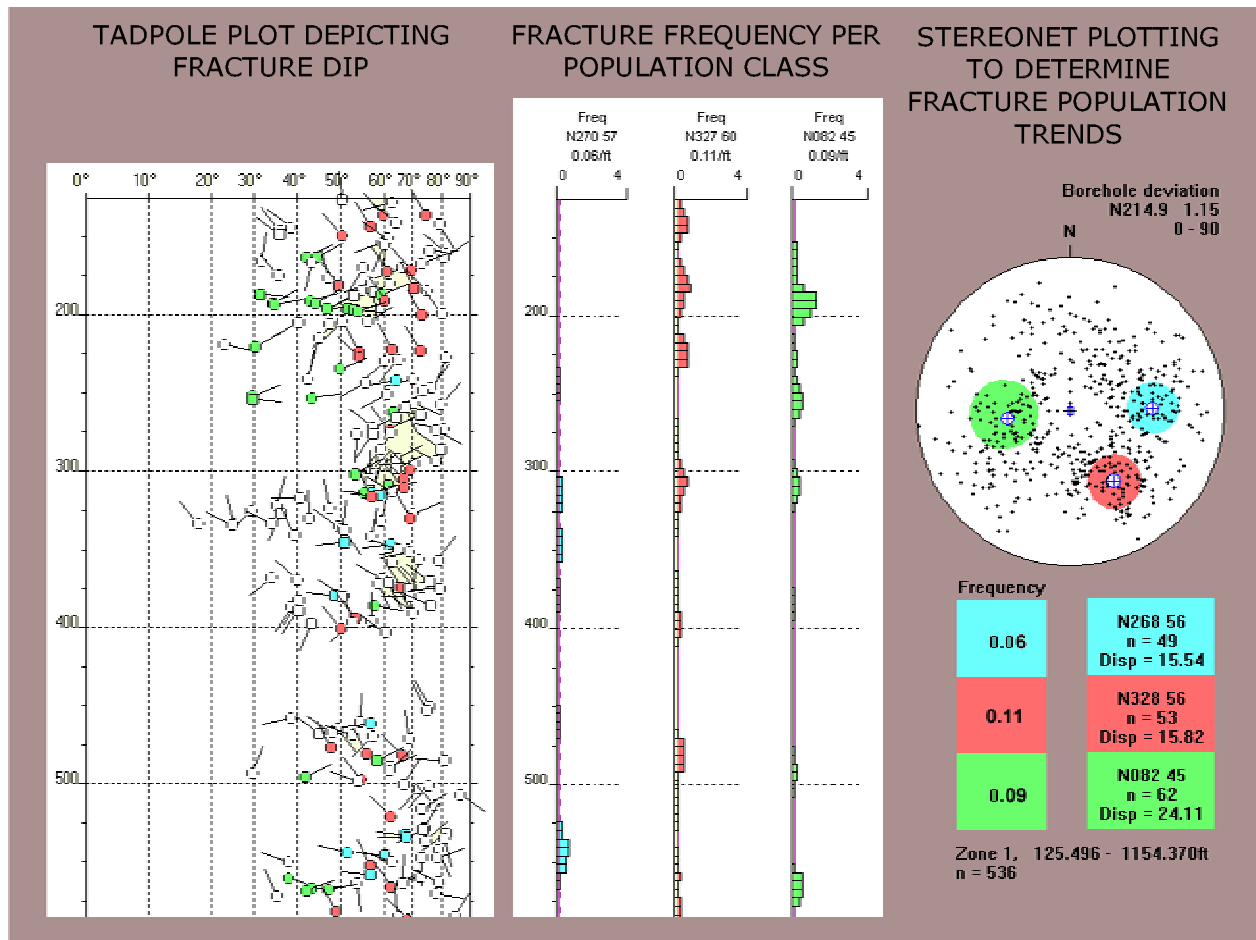 TADPOLE PLOT DEPICTING
FRACTURE DIP
0° 10° 20° 30° 40° 50° 60° 70° 80° 90°
200
300
400
500
FRACTURE FREQUENCY PER
POPULATION CLASS
Freq
N270 57
0.06/ft
0 4
Freq
N327 60
0.11/ft
0 4
Freq
N082 45
0.09/ft
0 4
200
300
400
500
STEREONET PLOTTING
TO DETERMINE
FRACTURE POPULATION
TRENDS
Borehole deviation
N214.9 1.15
0 - 90
N
Frequency
0.06
N268 56
n = 49
Disp = 15.54
0.11
N328 56
n = 53
Disp = 15.82
0.09
N082 45
n = 62
Disp = 24.11
Zone 1, 125.496 - 1154.370ft
n = 536